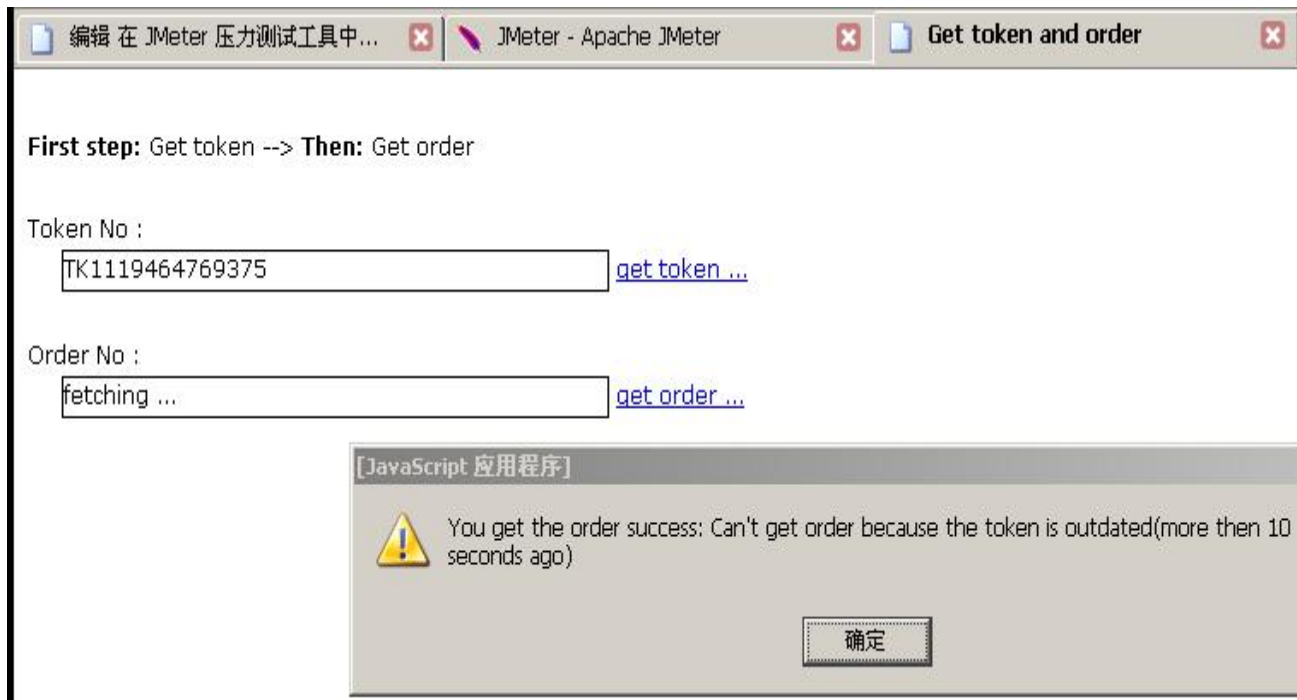 编辑 在 JMeter 压力测试工具中... JMeter - Apache JMeter Get token and order
First step: Get token --> Then: Get order
Token No :
TK1119464769375 get token ...
Order No :
fetching ... get order ...
[JavaScript 应用程序]
You get the order success: Can't get order because the token is outdated(more then 10
seconds ago)
确定